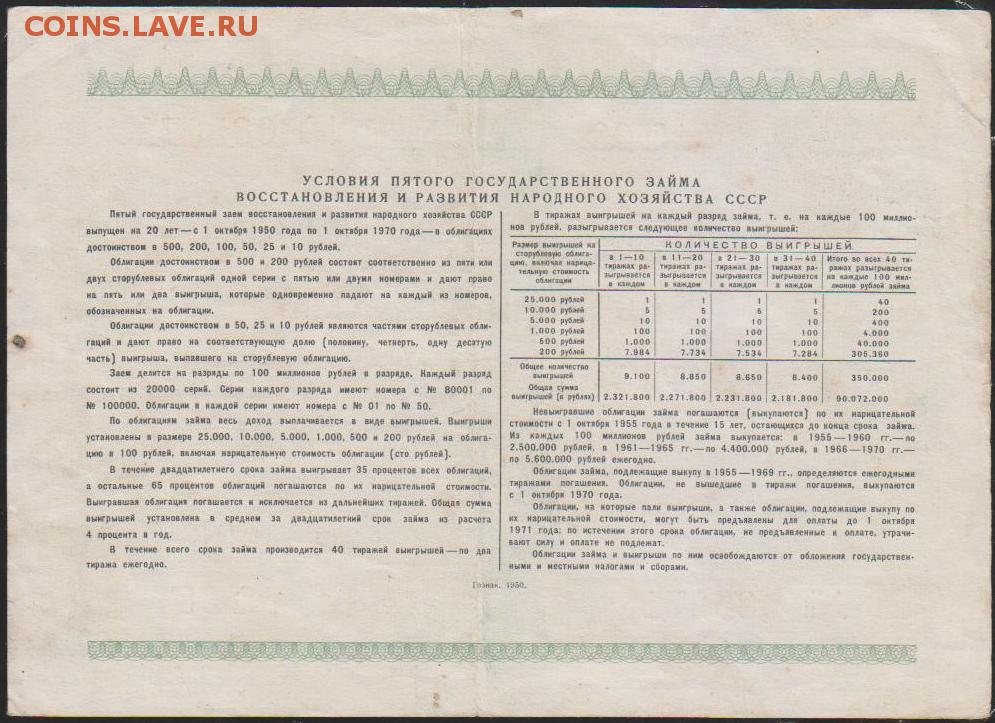 COINS.LAVE.RU
УСЛОВИЯ ПЯТОГО ГОСУДАРСТВЕННОГО ЗАЙМА
ВОССТАНОВЛЕНИЯ И РАЗВИТИЯ НАРОДНОГО ХОЗЯЙСТВА СССР
Пятый государственный заем восстановления и развития народного хозяйства СССР
выпущен на 20 лет—с 1 октября 1950 года по 1 октября 1970 года—в облигациях
достоинством в 500, 200, 100, 50, 25 и 10 рублей.
Облигации достоинством в 500 и 200 рублей состоят соответственно из пяти или
двух сторублевых облигаций одной серии с пятью или двумя номерами и дают право
на пять или два выигрыша, которые одновременно падают на каждый из номеров,
обозначенных на облигации.
Облигации достоинством в 50, 25 и 10 рублей являются частями сторублевых обли-
гаций и дают право на соответствующую долю (половину, четверть, одну десятую
часть) выигрыша, выпавшего на сторублевую облигацию.
Заем делится на разряды по 100 миллионов рублей в разряде. Каждый разряд
состоит из 20000 серий. Серии каждого разряда имеют номера с № 80001 по
№ 100000. Облигации в каждой серии имеют номера с № 01 по № 50.
По облигациям займа весь доход выплачивается в виде выигрышей. Выигрыши
установлены в размере 25.000, 10.000, 5.000, 1.000, 500 и 200 рублей на облига-
цию в 100 рублей, включая нарицательную стоимость облигации (сто рублей).
В течение двадцатилетнего срока займа выигрывает 35 процентов всех облигаций,
а остальные 65 процентов облигаций погашаются по их нарицательной стоимости.
Выигравшая облигация погашается и исключается из дальнейших тиражей. Общая сумма
выигрышей установлена в среднем за двадцатилетний срок займа из расчета
4 процента в год.
В течение всего срока займа производится 40 тиражей выигрышей—по два
тиража ежегодно.
В тиражах выигрышей на каждый разряд займа, т. е. на каждые 100 миллио-
нов рублей, разыгрывается следующее количество выигрышей:
Размер выигрышей на сторублевую облига-цию, включая нарица-тельную стоимость облигации
КОЛИЧЕСТВО ВЫИГРЫШЕЙ
в 1—10 тиражах ра-зыгрывается в каждом
в 11—20 тиражах ра-зыгрывается в каждом
в 21—30 тиражах ра-зыгрывается в каждом
в 31—40 тиражах ра-зыгрывается в каждом
Итого во всех 40 ти-ражах разыгрывается на каждые 100 мил-лионов рублей займа
25.000 рублей 1 1 1 1 40
10.000 рублей 5 5 5 5 200
5.000 рублей 10 10 10 10 400
1.000 рублей 100 100 100 100 4.000
500 рублей 1.000 1.000 1.000 1.000 40.000
200 рублей 7.984 7.734 7.534 7.284 305.360
Общее количество
выигрышей 9.100 8.850 8.650 8.400 350.000
Общая сумма
выигрышей (в рублях) 2.321.800 2.271.800 2.231.800 2.181.800 90.072.000
Невыигравшие облигации займа погашаются (выкупаются) по их нарицательной
стоимости с 1 октября 1955 года в течение 15 лет, остающихся до конца срока займа.
Из каждых 100 миллионов рублей займа выкупается: в 1955—1960 гг.—по
2.500.000 рублей, в 1961—1965 гг.—по 4.400.000 рублей, в 1966—1970 гг.—
по 5.600.000 рублей ежегодно.
Облигации займа, подлежащие выкупу в 1955—1969 гг., определяются ежегодными
тиражами погашения. Облигации, не вышедшие в тиражи погашения, выкупаются
с 1 октября 1970 года.
Облигации, на которые пали выигрыши, а также облигации, подлежащие выкупу по
их нарицательной стоимости, могут быть предъявлены для оплаты до 1 октября
1971 года; по истечении этого срока облигации, не предъявленные к оплате, утрачи-
вают силу и оплате не подлежат.
Облигации займа и выигрыши по ним освобождаются от обложения государствен-
ными и местными налогами и сборами.
Гознак. 1950.